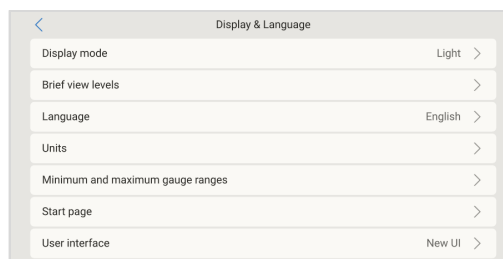 Display & Language
Display mode Light
Brief view levels
Language English
Units
Minimum and maximum gauge ranges
Start page
User interface New UI